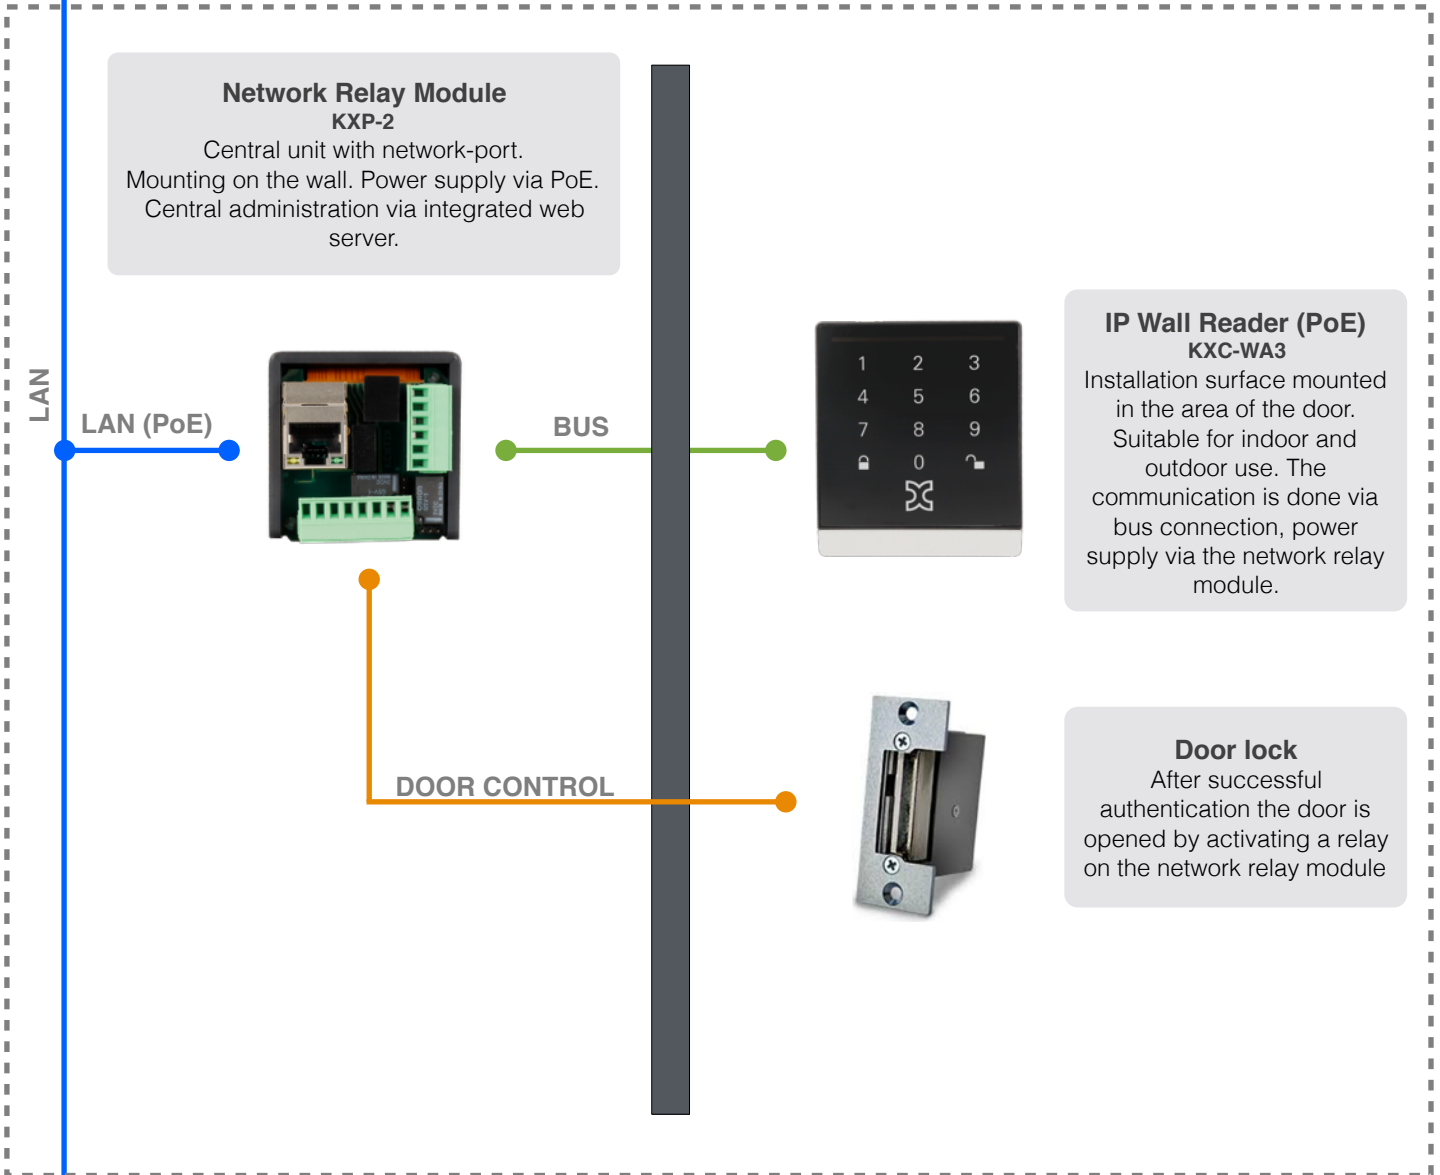 Network Relay Module
KXP-2
Central unit with network-port.
Mounting on the wall. Power supply via PoE.
Central administration via integrated web
server.
LAN
LAN (PoE)
BUS
1 2 3
4 5 6
7 8 9
0
IP Wall Reader (PoE)
KXC-WA3
Installation surface mounted
in the area of the door.
Suitable for indoor and
outdoor use. The
communication is done via
bus connection, power
supply via the network relay
module.
DOOR CONTROL
Door lock
After successful
authentication the door is
opened by activating a relay
on the network relay module